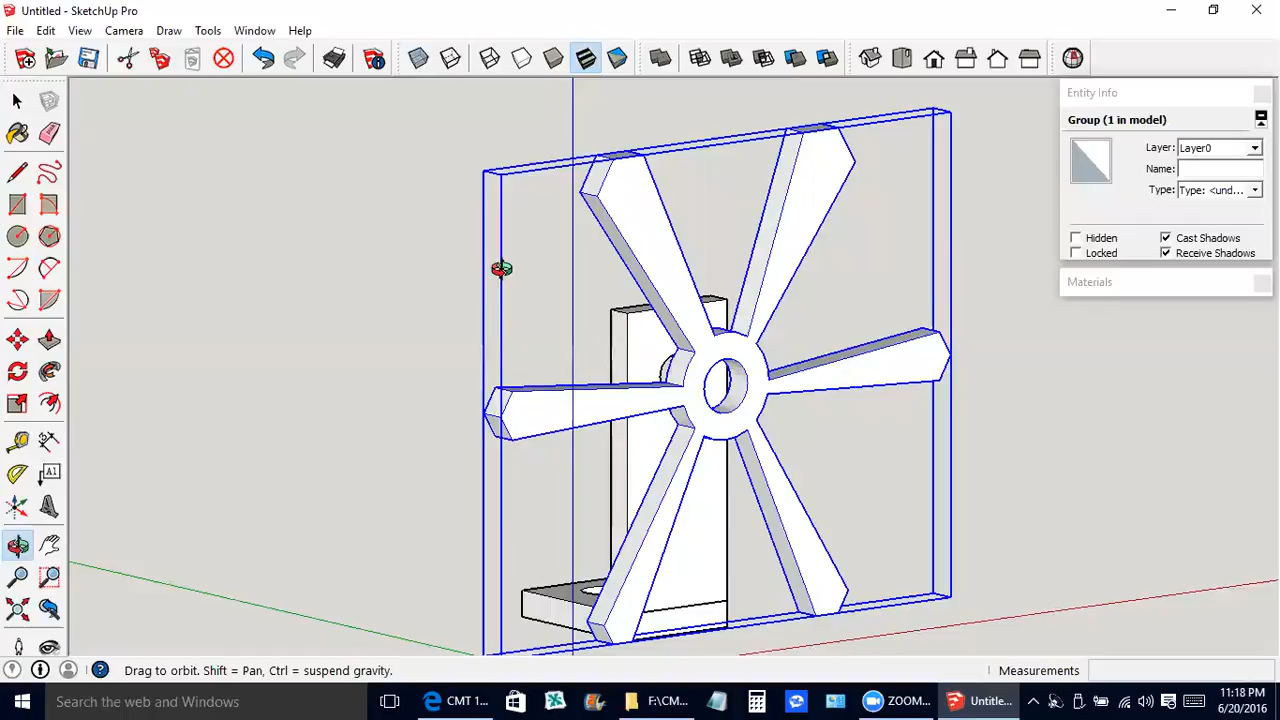 Untitled - SketchUp Pro
File Edit View Camera Draw Tools Window Help
Entity Info
Group (1 in model)
Layer: Layer0
Name:
Type: Type: <und...
Hidden Cast Shadows
Locked Receive Shadows
Materials
A1
Drag to orbit. Shift = Pan, Ctrl = suspend gravity.
Measurements
Search the web and Windows
CMT 1...
F:\CM...
ZOOM...
Untitle...
11:18 PM
6/20/2016